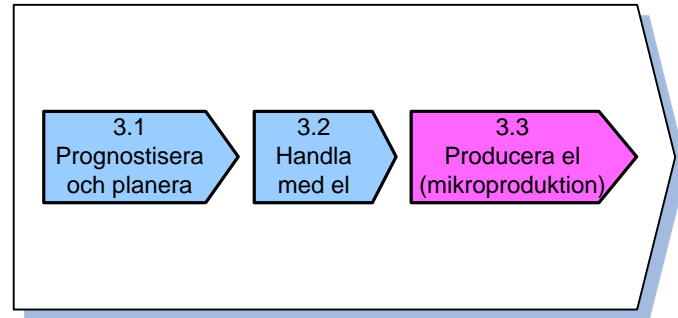 3.1
Prognostisera
och planera
3.2
Handla
med el
3.3
Producera el
(mikroproduktion)